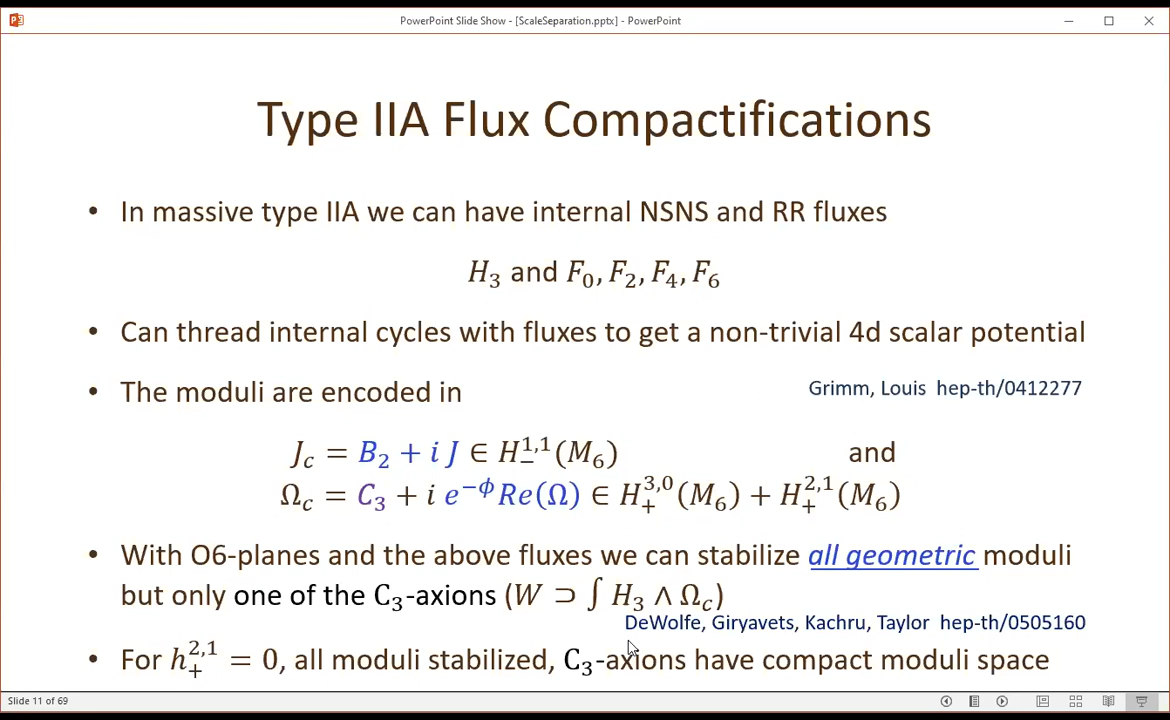 PowerPoint Slide Show - [ScaleSeparation.pptx] - PowerPoint
Type IIA Flux Compactifications
• In massive type IIA we can have internal NSNS and RR fluxes
H₃ and F₀, F₂, F₄, F₆
• Can thread internal cycles with fluxes to get a non-trivial 4d scalar potential
• The moduli are encoded in
Grimm, Louis hep-th/0412277
J_c = B₂ + i J ∈ H_-^{1,1}(M₆) and
Ω_c = C₃ + i e^{-ϕ} Re(Ω) ∈ H_+^{3,0}(M₆) + H_+^{2,1}(M₆)
• With O6-planes and the above fluxes we can stabilize all geometric moduli
but only one of the C₃-axions (W ⊃ ∫ H₃ ∧ Ω_c)
DeWolfe, Giryavets, Kachru, Taylor hep-th/0505160
• For h_+^{2,1} = 0, all moduli stabilized, C₃-axions have compact moduli space
Slide 11 of 69